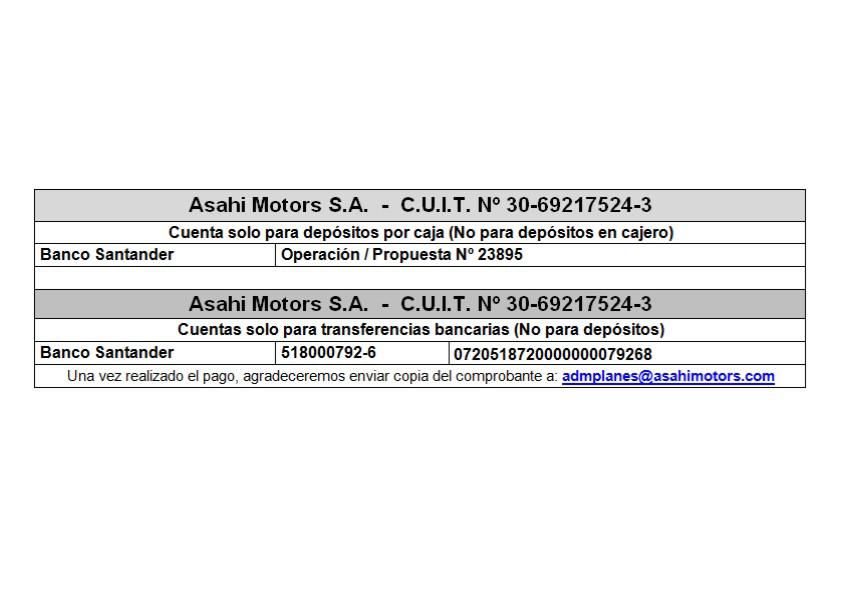 Asahi Motors S.A. - C.U.I.T. Nº 30-69217524-3
Cuenta solo para depósitos por caja (No para depósitos en cajero)
Banco Santander Operación / Propuesta Nº 23895
Asahi Motors S.A. - C.U.I.T. Nº 30-69217524-3
Cuentas solo para transferencias bancarias (No para depósitos)
Banco Santander 518000792-6 0720518720000000079268
Una vez realizado el pago, agradeceremos enviar copia del comprobante a: admplanes@asahimotors.com